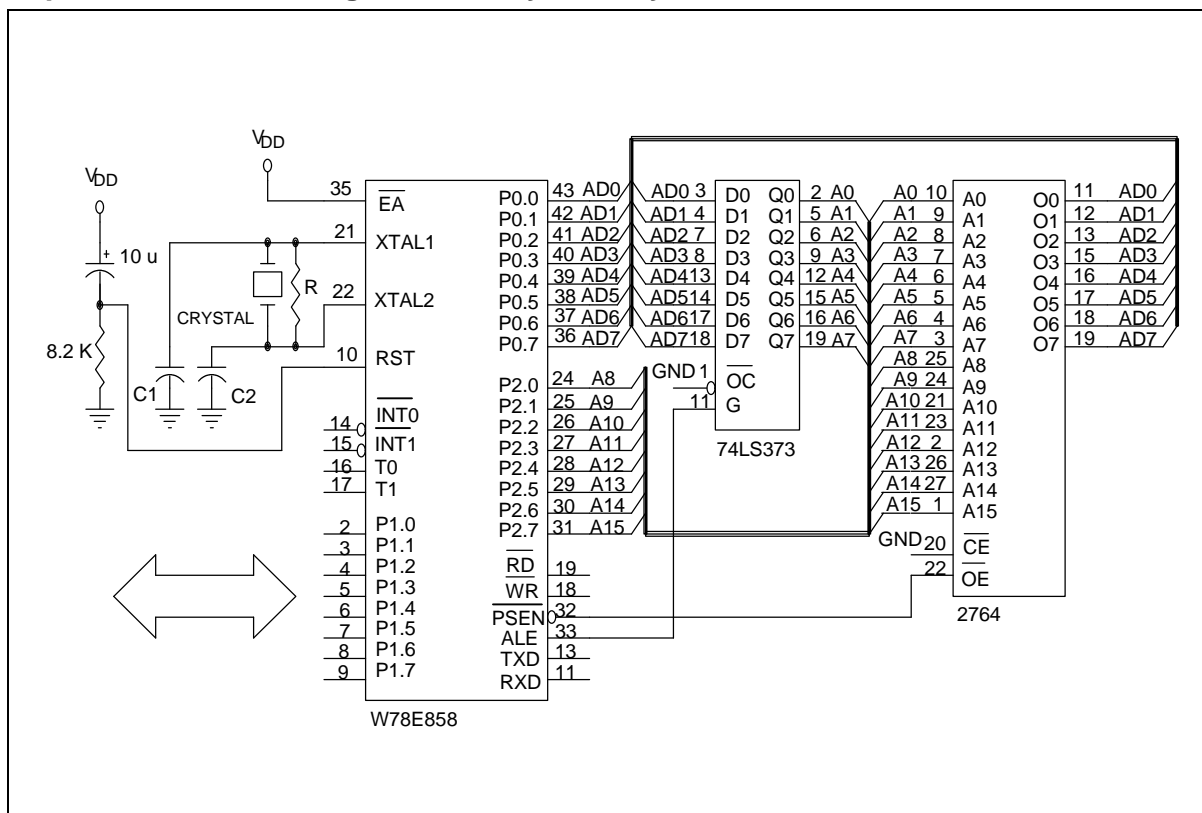 VDD
VDD
10 u
8.2 K
C1
C2
CRYSTAL
R
35 EA
21 XTAL1
22 XTAL2
10 RST
14 INT0
15 INT1
16 T0
17 T1
2 P1.0
3 P1.1
4 P1.2
5 P1.3
6 P1.4
7 P1.5
8 P1.6
9 P1.7
P0.0 43 AD0
P0.1 42 AD1
P0.2 41 AD2
P0.3 40 AD3
P0.4 39 AD4
P0.5 38 AD5
P0.6 37 AD6
P0.7 36 AD7
P2.0 24 A8
P2.1 25 A9
P2.2 26 A10
P2.3 27 A11
P2.4 28 A12
P2.5 29 A13
P2.6 30 A14
P2.7 31 A15
RD 19
WR 18
PSEN 32
ALE 33
TXD 13
RXD 11
W78E858
AD0 3 D0 Q0 2 A0
AD1 4 D1 Q1 5 A1
AD2 7 D2 Q2 6 A2
AD3 8 D3 Q3 9 A3
AD4 13 D4 Q4 12 A4
AD5 14 D5 Q5 15 A5
AD6 17 D6 Q6 16 A6
AD7 18 D7 Q7 19 A7
GND 1 OC
11 G
74LS373
A0 10 A0 O0 11 AD0
A1 9 A1 O1 12 AD1
A2 8 A2 O2 13 AD2
A3 7 A3 O3 15 AD3
A4 6 A4 O4 16 AD4
A5 5 A5 O5 17 AD5
A6 4 A6 O6 18 AD6
A7 3 A7 O7 19 AD7
A8 25 A8
A9 24 A9
A10 21 A10
A11 23 A11
A12 2 A12
A13 26 A13
A14 27 A14
A15 1 A15
GND 20 CE
22 OE
2764